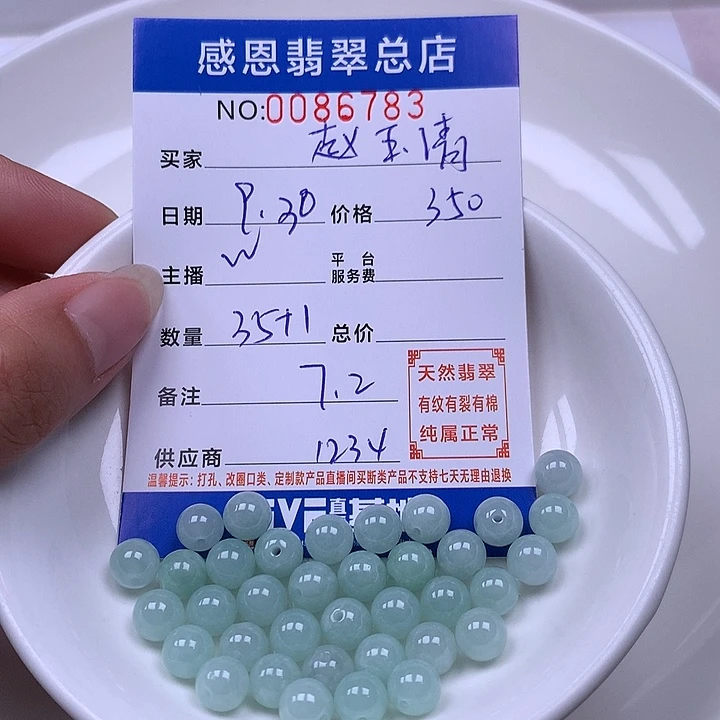 感恩翡翠总店
NO:0086783
买家 赵玉清
日期 9.30 价格 350
主播 W 平台服务费
数量 35+1 总价
备注 7.2
天然翡翠
有纹有裂有棉
纯属正常
供应商 1234
温馨提示：打孔、改圈口类、定制款产品直播间买断类产品不支持七天无理由退换